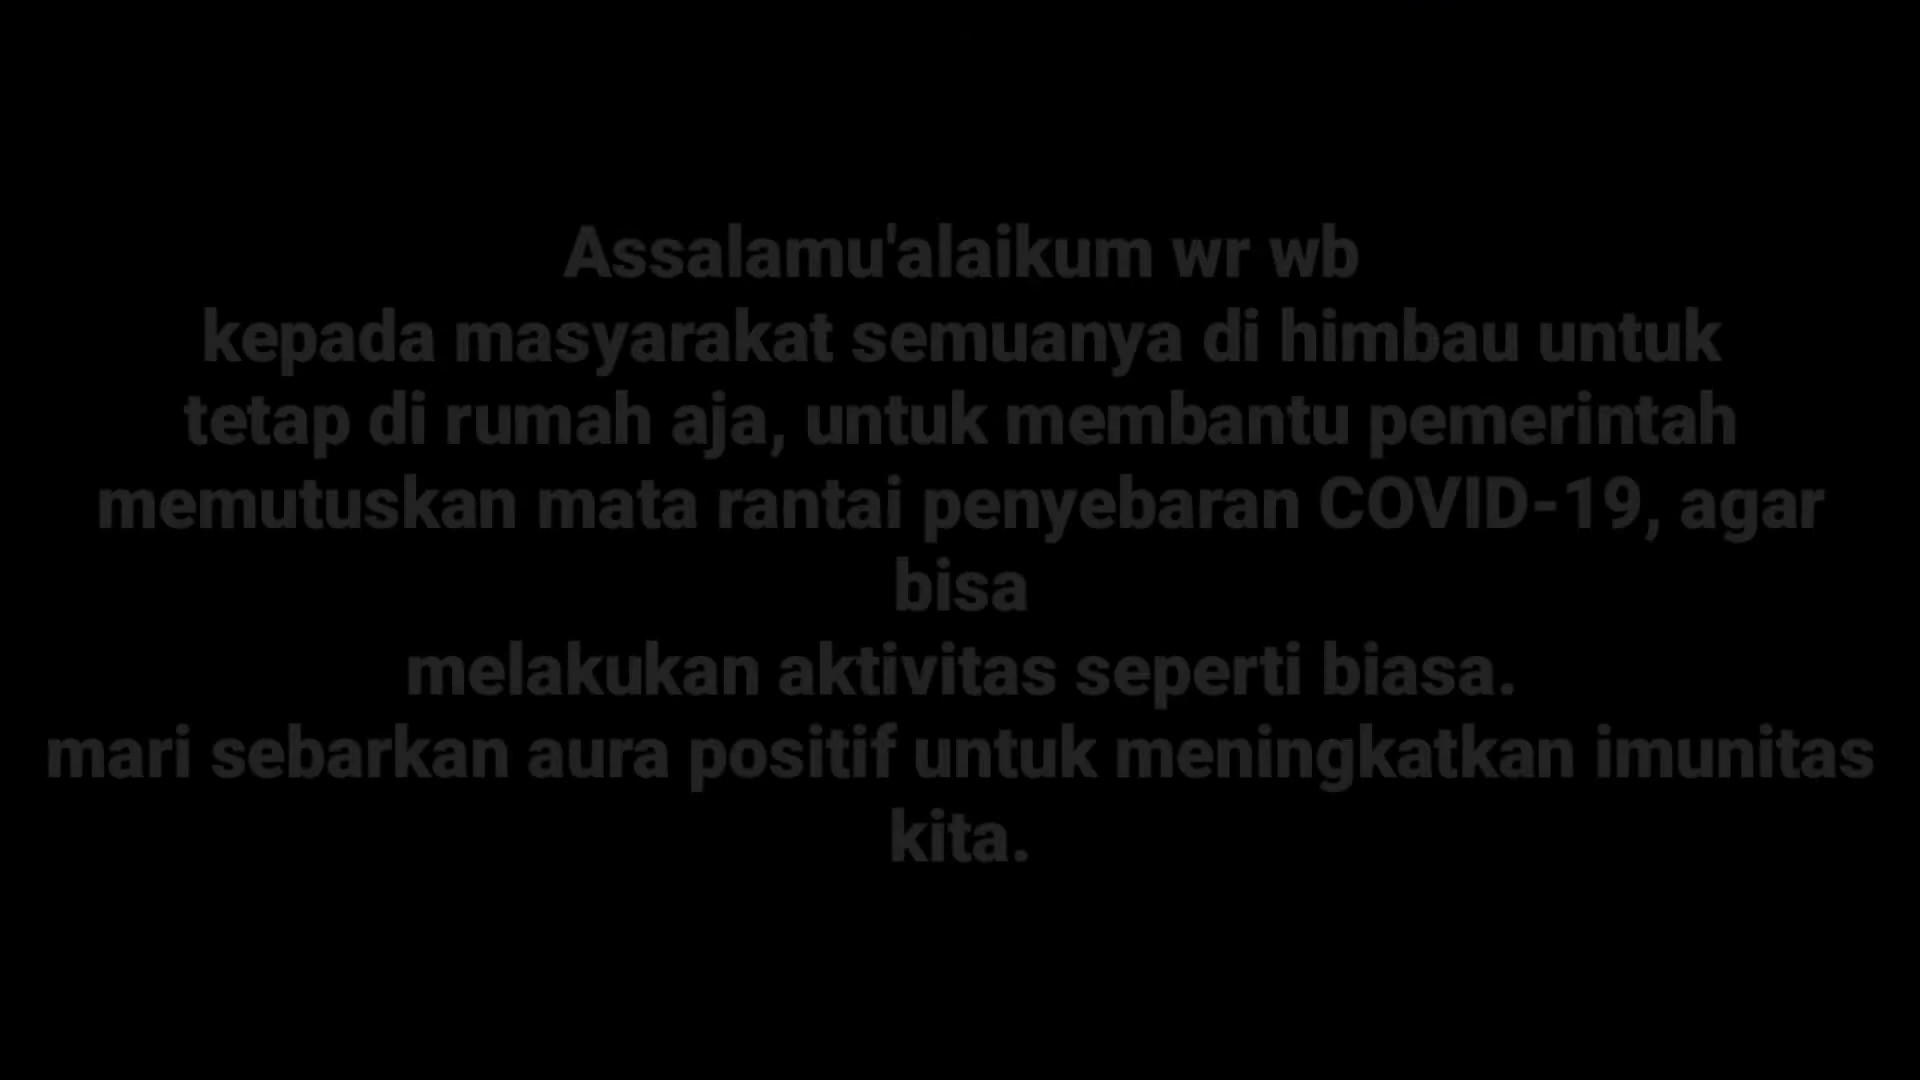 Assalamu'alaikum wr wb
kepada masyarakat semuanya di himbau untuk
tetap di rumah aja, untuk membantu pemerintah
memutuskan mata rantai penyebaran COVID-19, agar
bisa
melakukan aktivitas seperti biasa.
mari sebarkan aura positif untuk meningkatkan imunitas
kita.